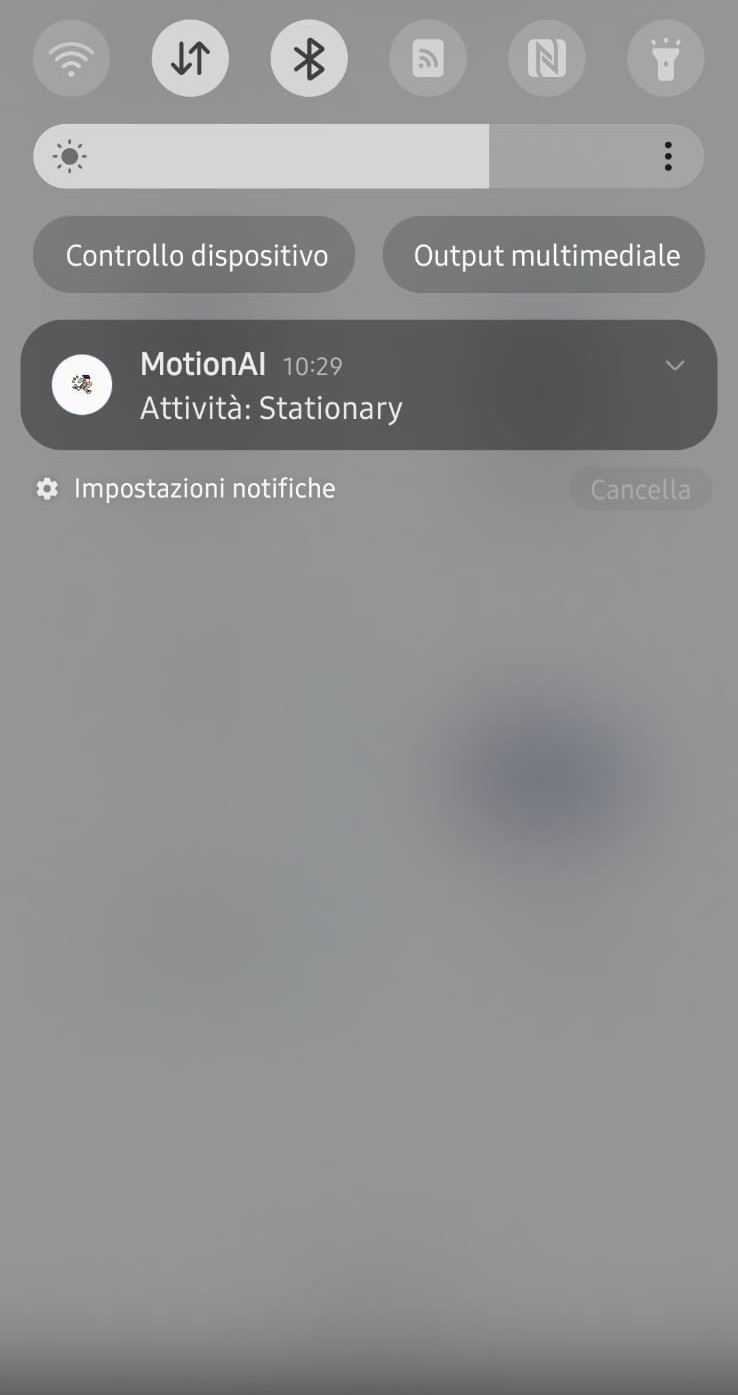 Controllo dispositivo
Output multimediale
MotionAI 10:29
Attività: Stationary
Impostazioni notifiche
Cancella